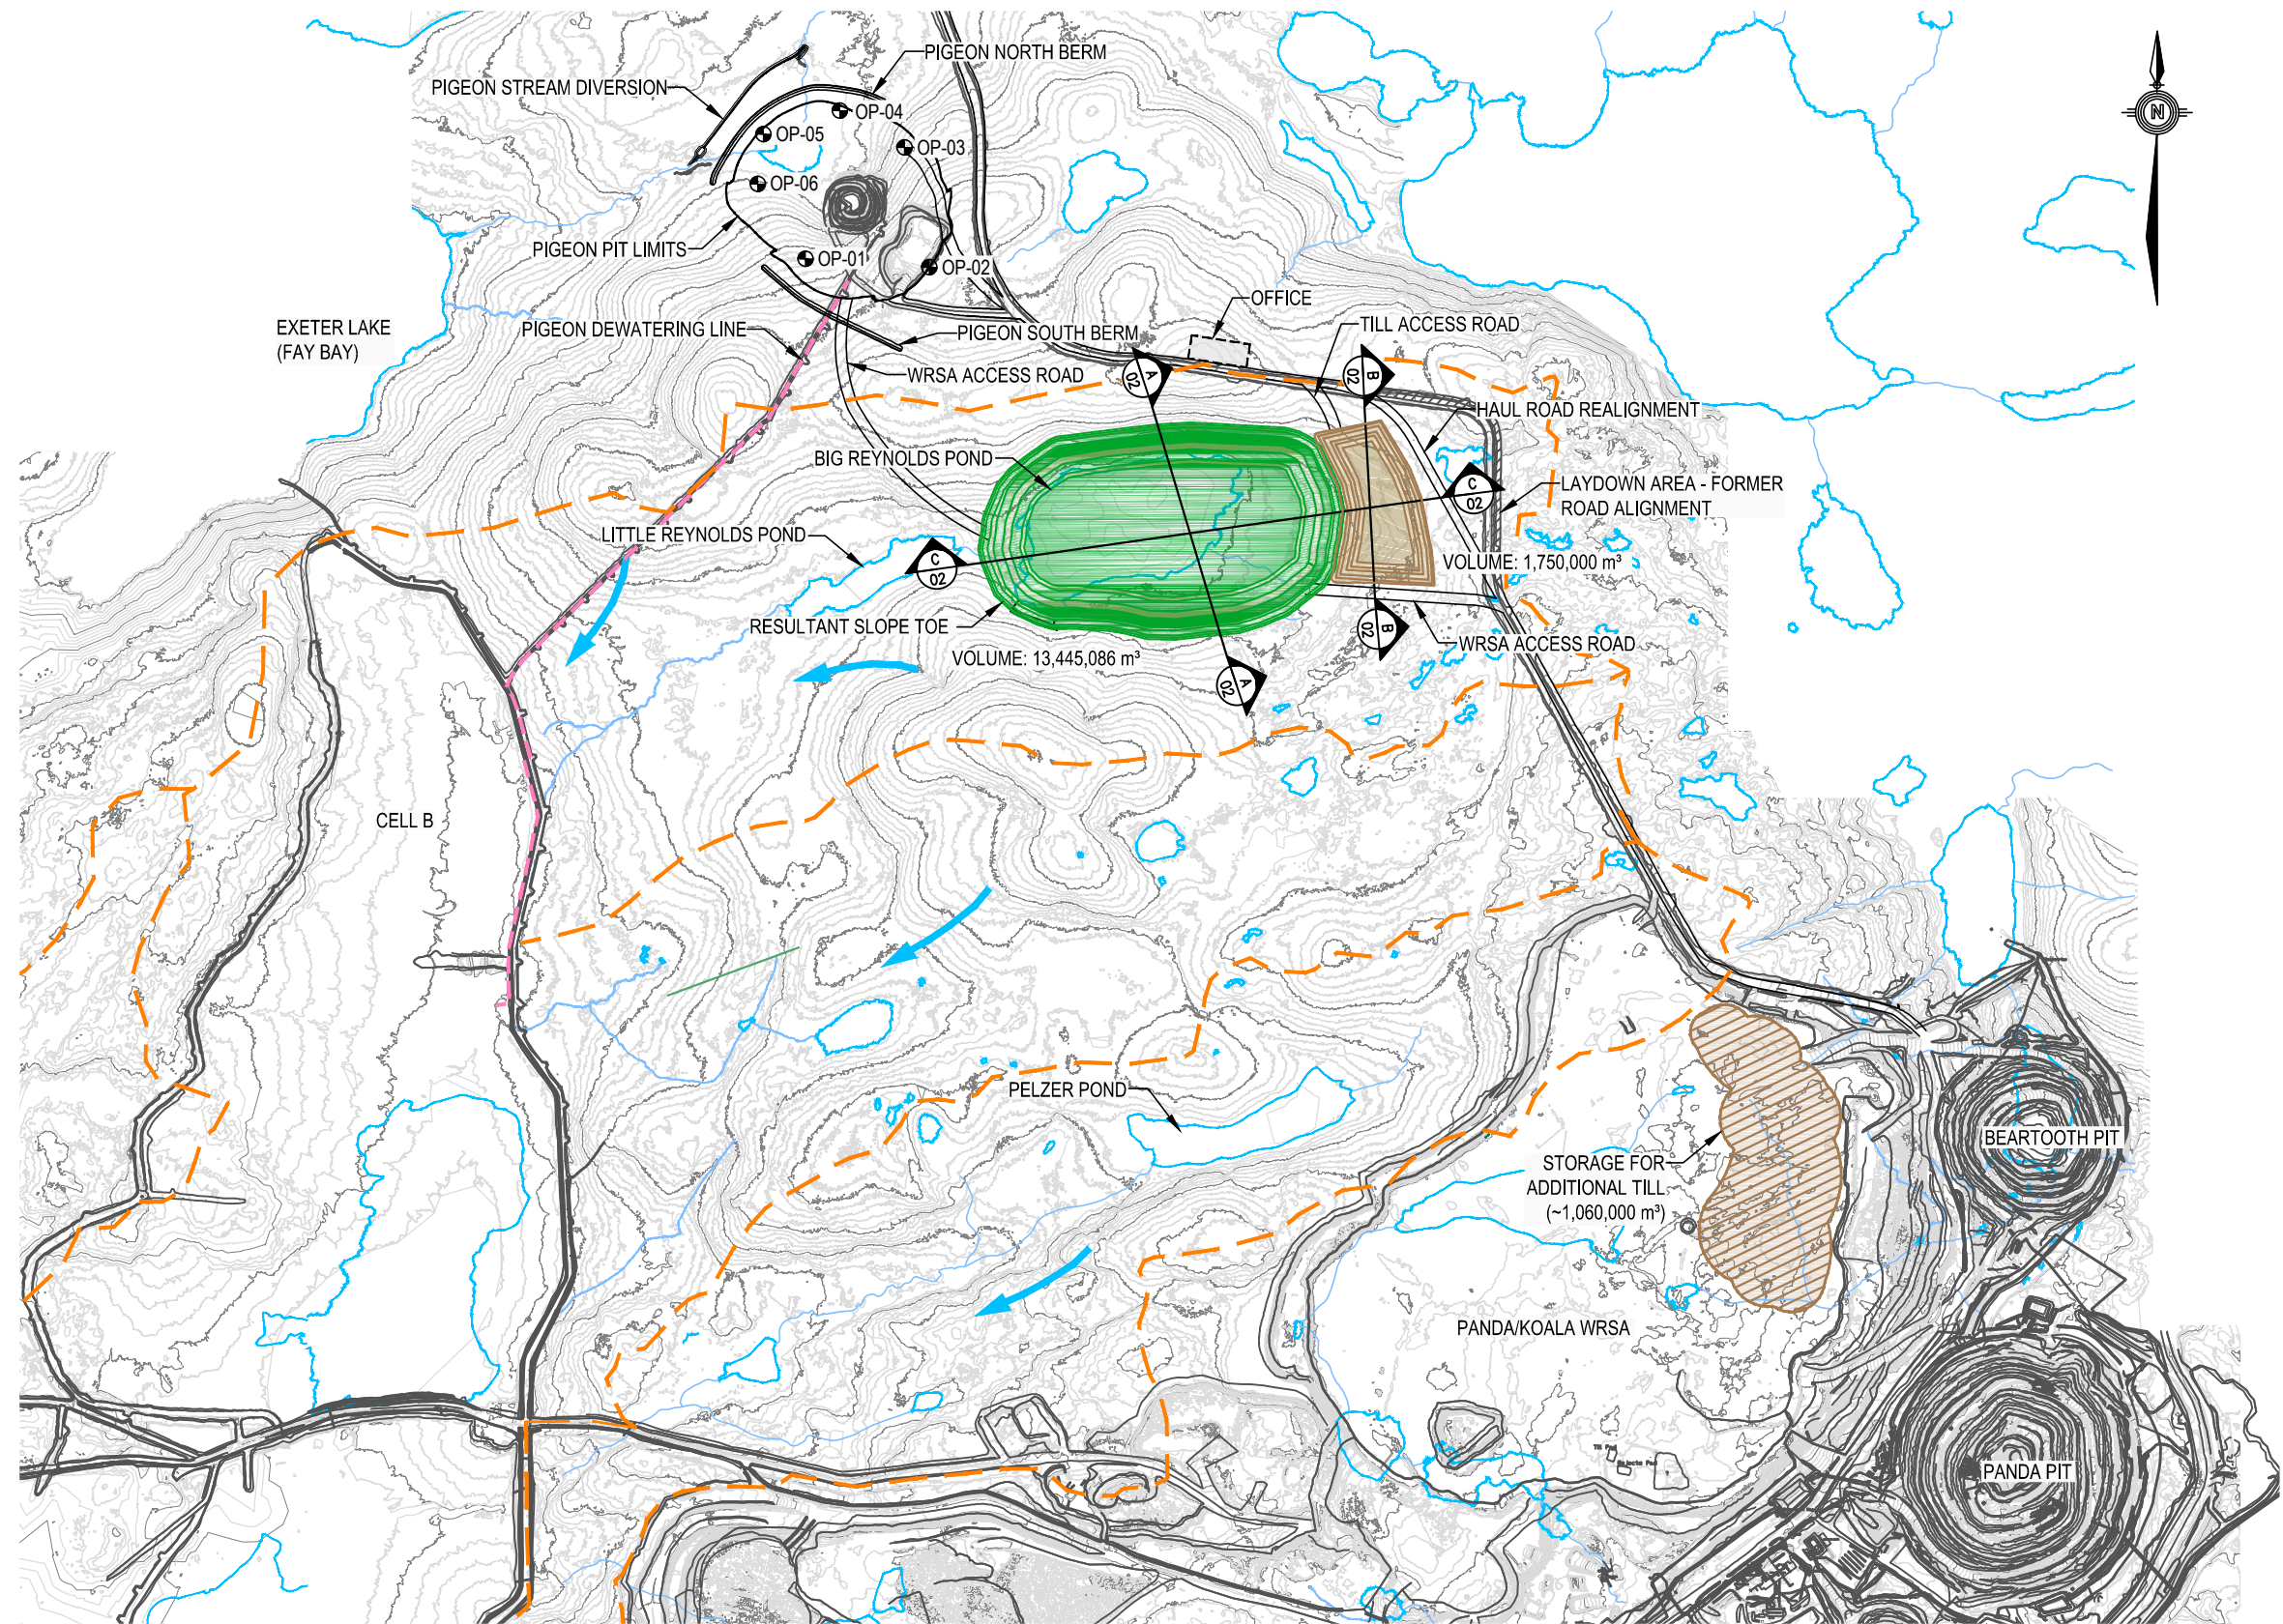 PIGEON NORTH BERM
PIGEON STREAM DIVERSION
N
OP-04
OP-05
OP-03
OP-06
PIGEON PIT LIMITS
OP-01
OP-02
OFFICE
EXETER LAKE
(FAY BAY)
PIGEON DEWATERING LINE
PIGEON SOUTH BERM
TILL ACCESS ROAD
WRSA ACCESS ROAD
A
02
B
02
HAUL ROAD REALIGNMENT
BIG REYNOLDS POND
C
02
LAYDOWN AREA - FORMER
ROAD ALIGNMENT
LITTLE REYNOLDS POND
C
02
VOLUME: 1,750,000 m³
RESULTANT SLOPE TOE
B
02
WRSA ACCESS ROAD
VOLUME: 13,445,086 m³
A
02
CELL B
PELZER POND
BEARTOOTH PIT
STORAGE FOR
ADDITIONAL TILL
(~1,060,000 m³)
PANDA/KOALA WRSA
Till Pad
PANDA PIT